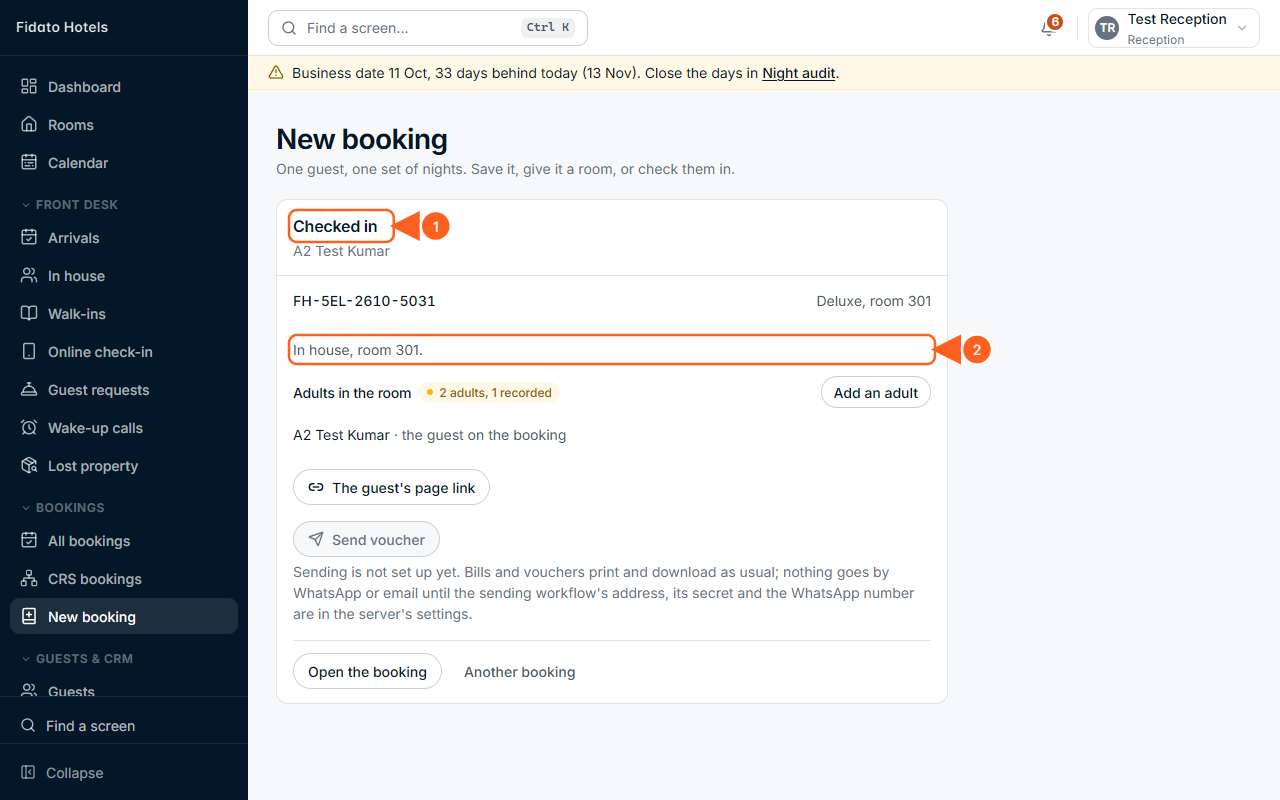 Fidato Hotels
Find a screen...
Ctrl K
6
TR
Test Reception
Reception
Business date 11 Oct, 33 days behind today (13 Nov). Close the days in Night audit.
Dashboard
Rooms
Calendar
FRONT DESK
Arrivals
In house
Walk-ins
Online check-in
Guest requests
Wake-up calls
Lost property
BOOKINGS
All bookings
CRS bookings
New booking
GUESTS & CRM
Guests
Find a screen
Collapse
New booking
One guest, one set of nights. Save it, give it a room, or check them in.
Checked in
1
A2 Test Kumar
FH-5EL-2610-5031
Deluxe, room 301
In house, room 301.
2
Adults in the room
2 adults, 1 recorded
Add an adult
A2 Test Kumar · the guest on the booking
The guest's page link
Send voucher
Sending is not set up yet. Bills and vouchers print and download as usual; nothing goes by
WhatsApp or email until the sending workflow's address, its secret and the WhatsApp number
are in the server's settings.
Open the booking
Another booking